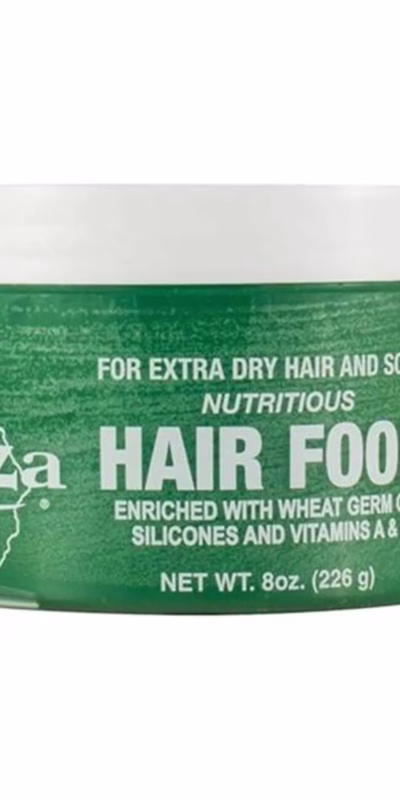 FOR EXTRA DRY HAIR AND SC
NUTRITIOUS
za
HAIR FOO
®
ENRICHED WITH WHEAT GERM
SILICONES AND VITAMINS A &
NET WT. 8oz. (226 g)